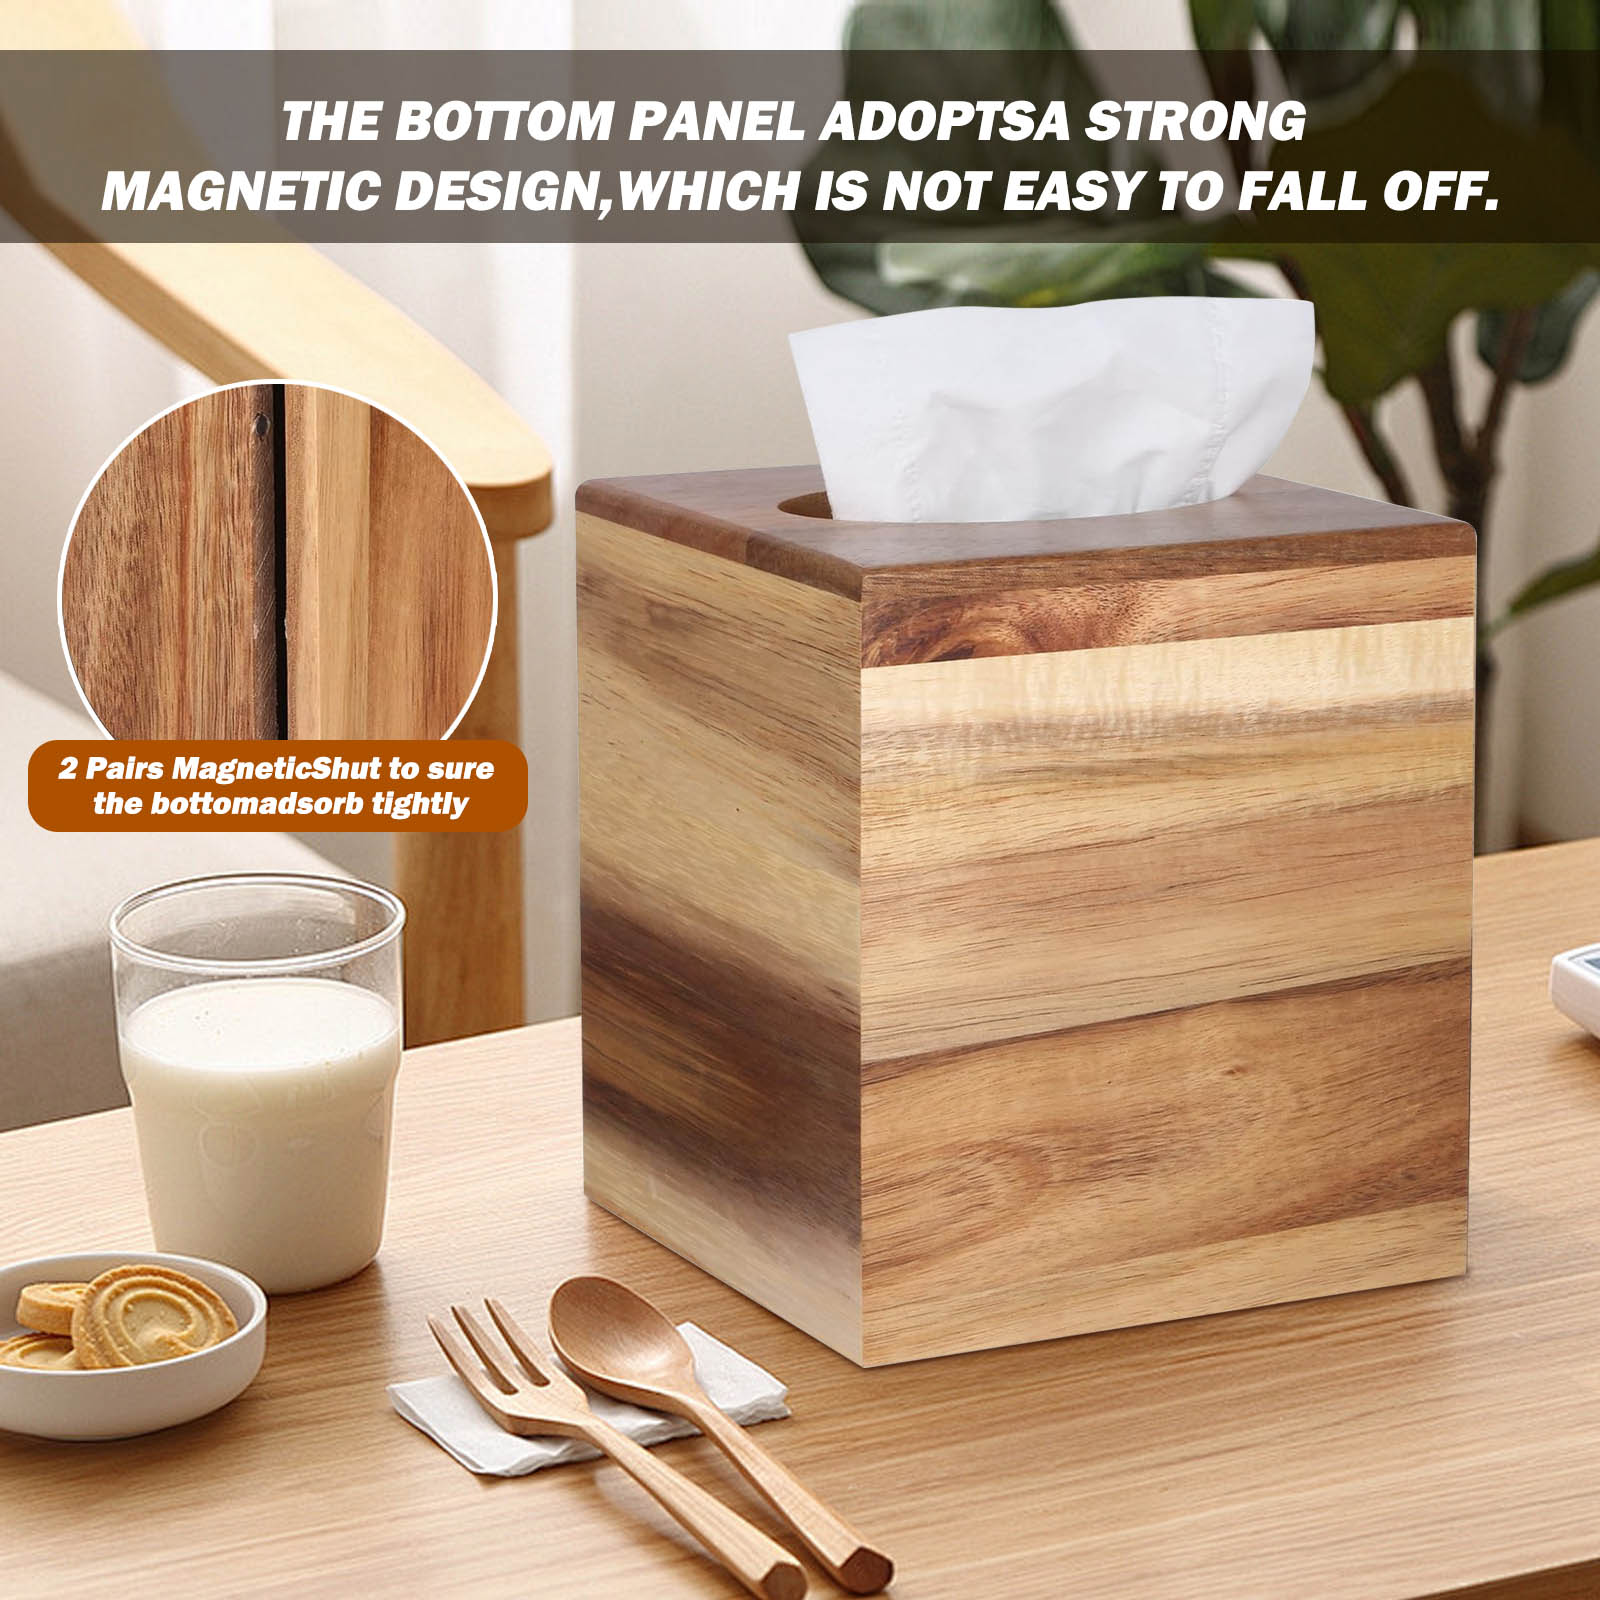 THE BOTTOM PANEL ADOPTSA STRONG
MAGNETIC DESIGN,WHICH IS NOT EASY TO FALL OFF.
2 Pairs MagneticShut to sure
the bottomadsorb tightly